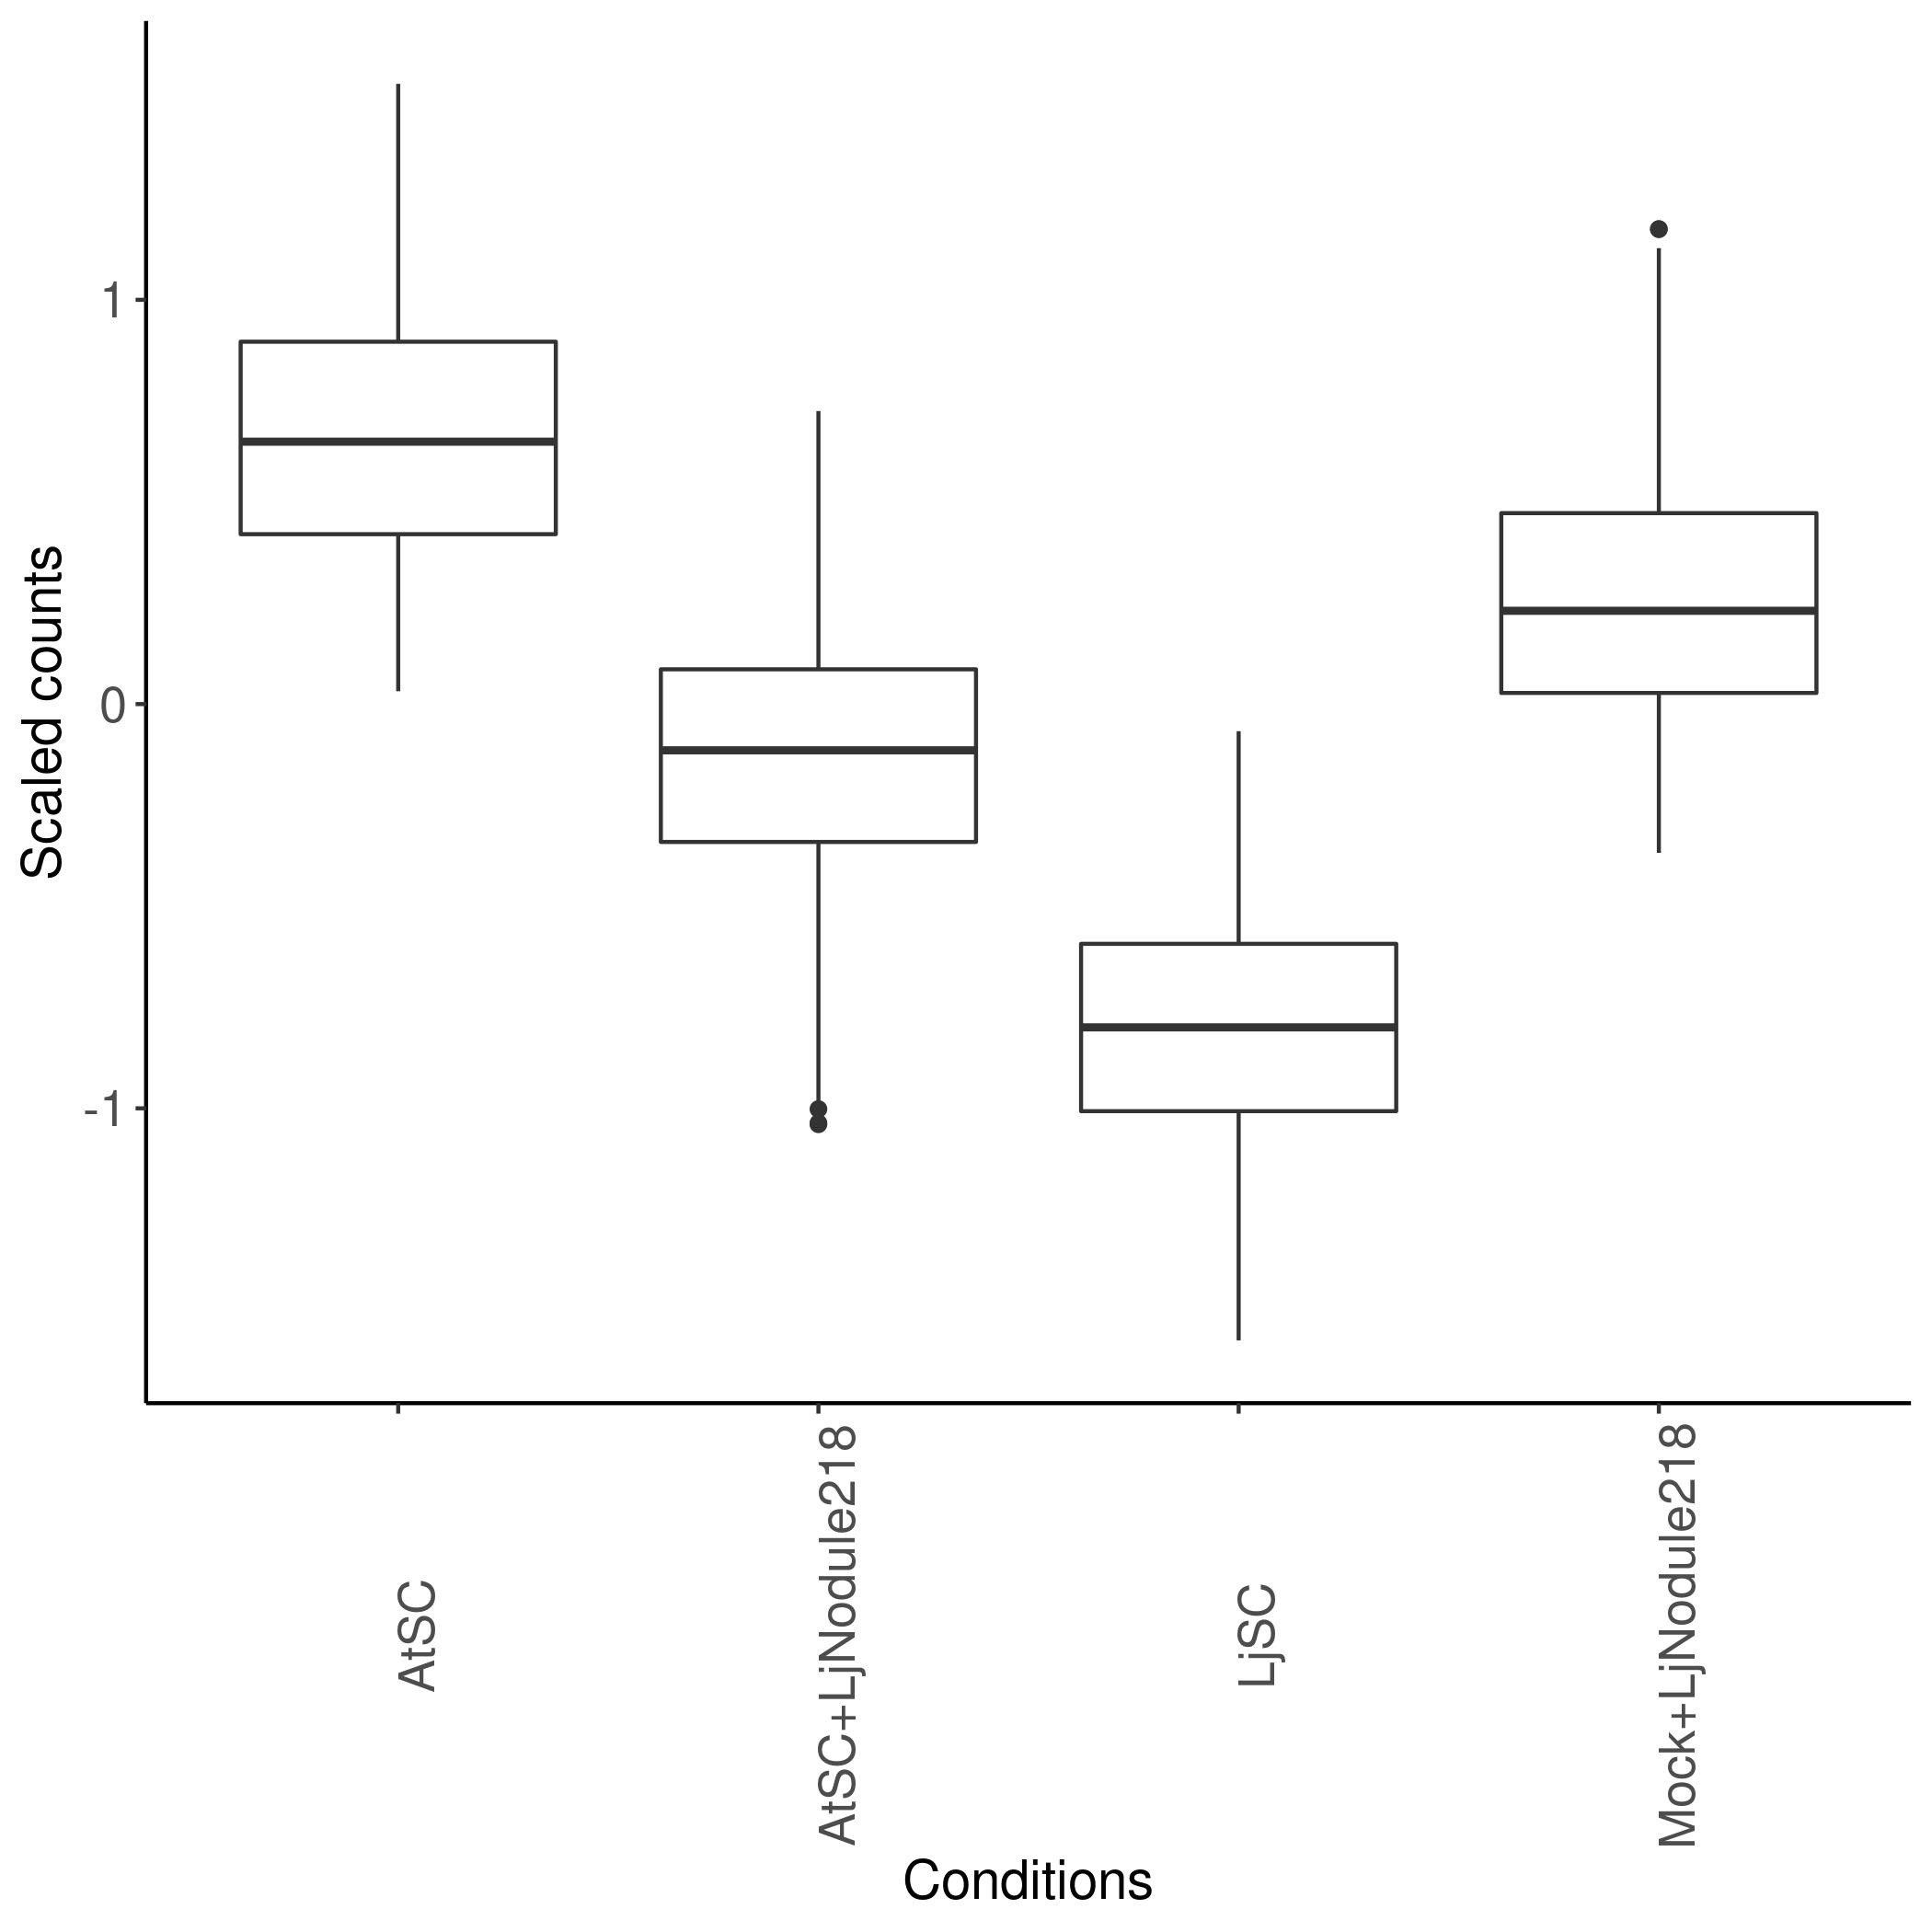 Scaled counts
1
0
-1
AtSC
AtSC+LjNodule218
LjSC
Mock+LjNodule218
Conditions